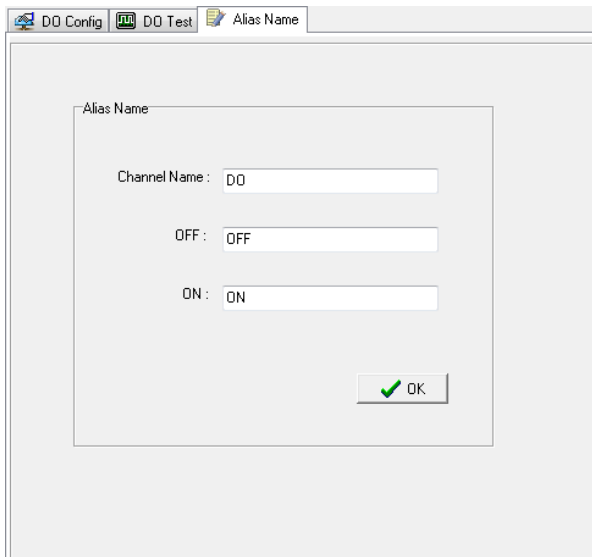 DO Config DO Test Alias Name
Alias Name
Channel Name : DO
OFF : OFF
ON : ON
OK